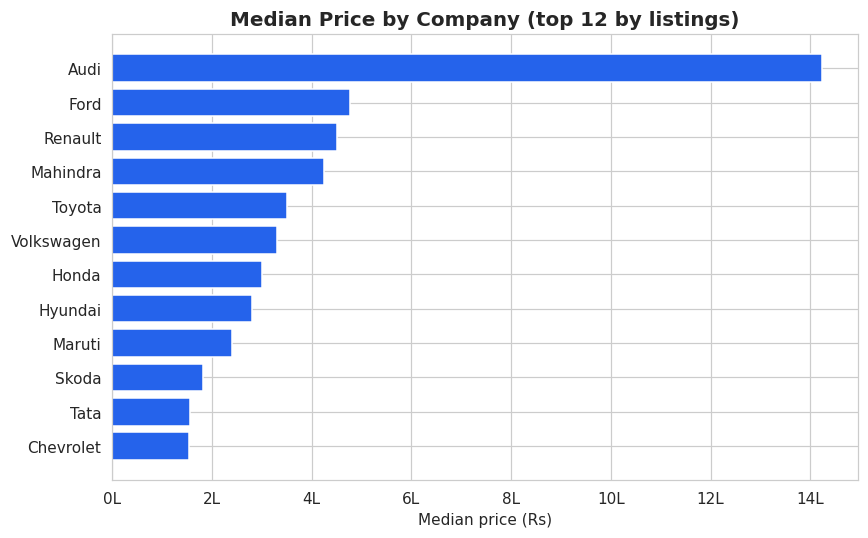 Median Price by Company (top 12 by listings)
Audi
Ford
Renault
Mahindra
Toyota
Volkswagen
Honda
Hyundai
Maruti
Skoda
Tata
Chevrolet
0L 2L 4L 6L 8L 10L 12L 14L
Median price (Rs)